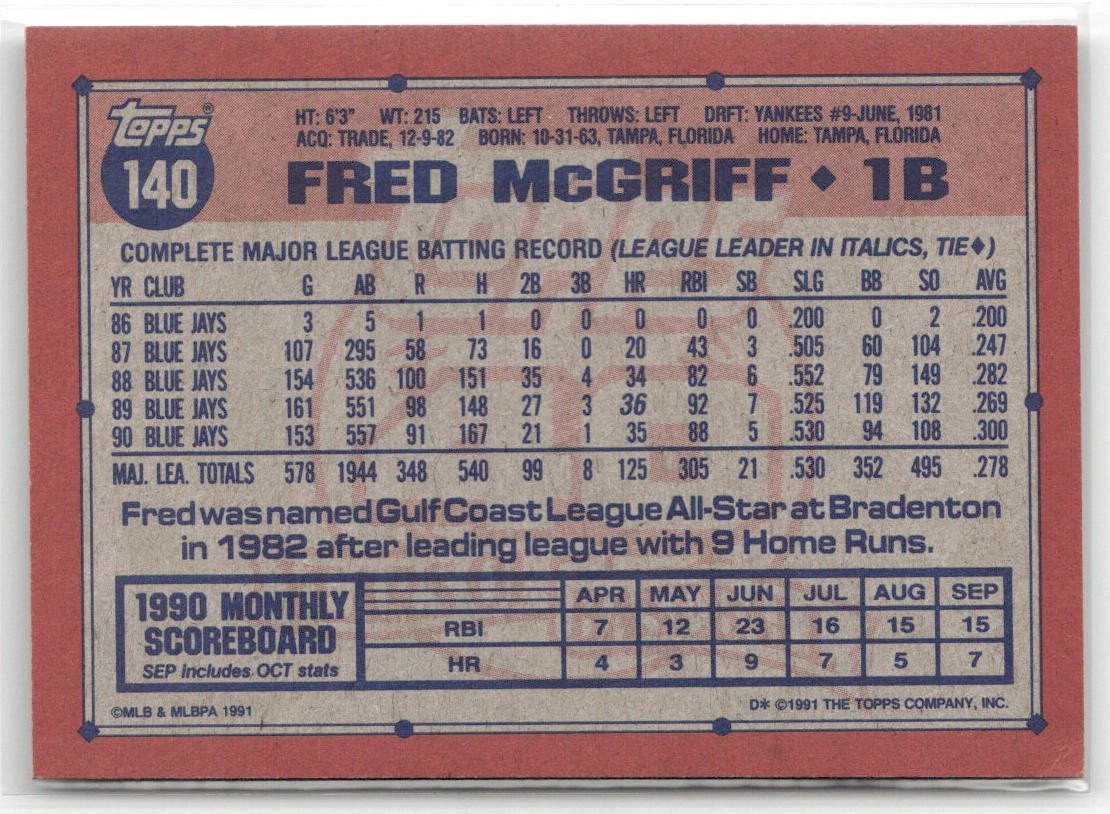 Topps®
140
HT: 6'3" WT: 215 BATS: LEFT THROWS: LEFT DRFT: YANKEES #9-JUNE, 1981
ACQ: TRADE, 12-9-82 BORN: 10-31-63, TAMPA, FLORIDA HOME: TAMPA, FLORIDA
FRED McGRIFF ◆ 1B
COMPLETE MAJOR LEAGUE BATTING RECORD (LEAGUE LEADER IN ITALICS, TIE◆)
YR CLUB G AB R H 2B 3B HR RBI SB SLG BB SO AVG
86 BLUE JAYS 3 5 1 1 0 0 0 0 0 .200 0 2 .200
87 BLUE JAYS 107 295 58 73 16 0 20 43 3 .505 60 104 .247
88 BLUE JAYS 154 536 100 151 35 4 34 82 6 .552 79 149 .282
89 BLUE JAYS 161 551 98 148 27 3 36 92 7 .525 119 132 .269
90 BLUE JAYS 153 557 91 167 21 1 35 88 5 .530 94 108 .300
MAJ. LEA. TOTALS 578 1944 348 540 99 8 125 305 21 .530 352 495 .278
Fred was named Gulf Coast League All-Star at Bradenton
in 1982 after leading league with 9 Home Runs.
1990 MONTHLY
SCOREBOARD
SEP includes OCT stats
APR MAY JUN JUL AUG SEP
RBI 7 12 23 16 15 15
HR 4 3 9 7 5 7
©MLB & MLBPA 1991
D* ©1991 THE TOPPS COMPANY, INC.